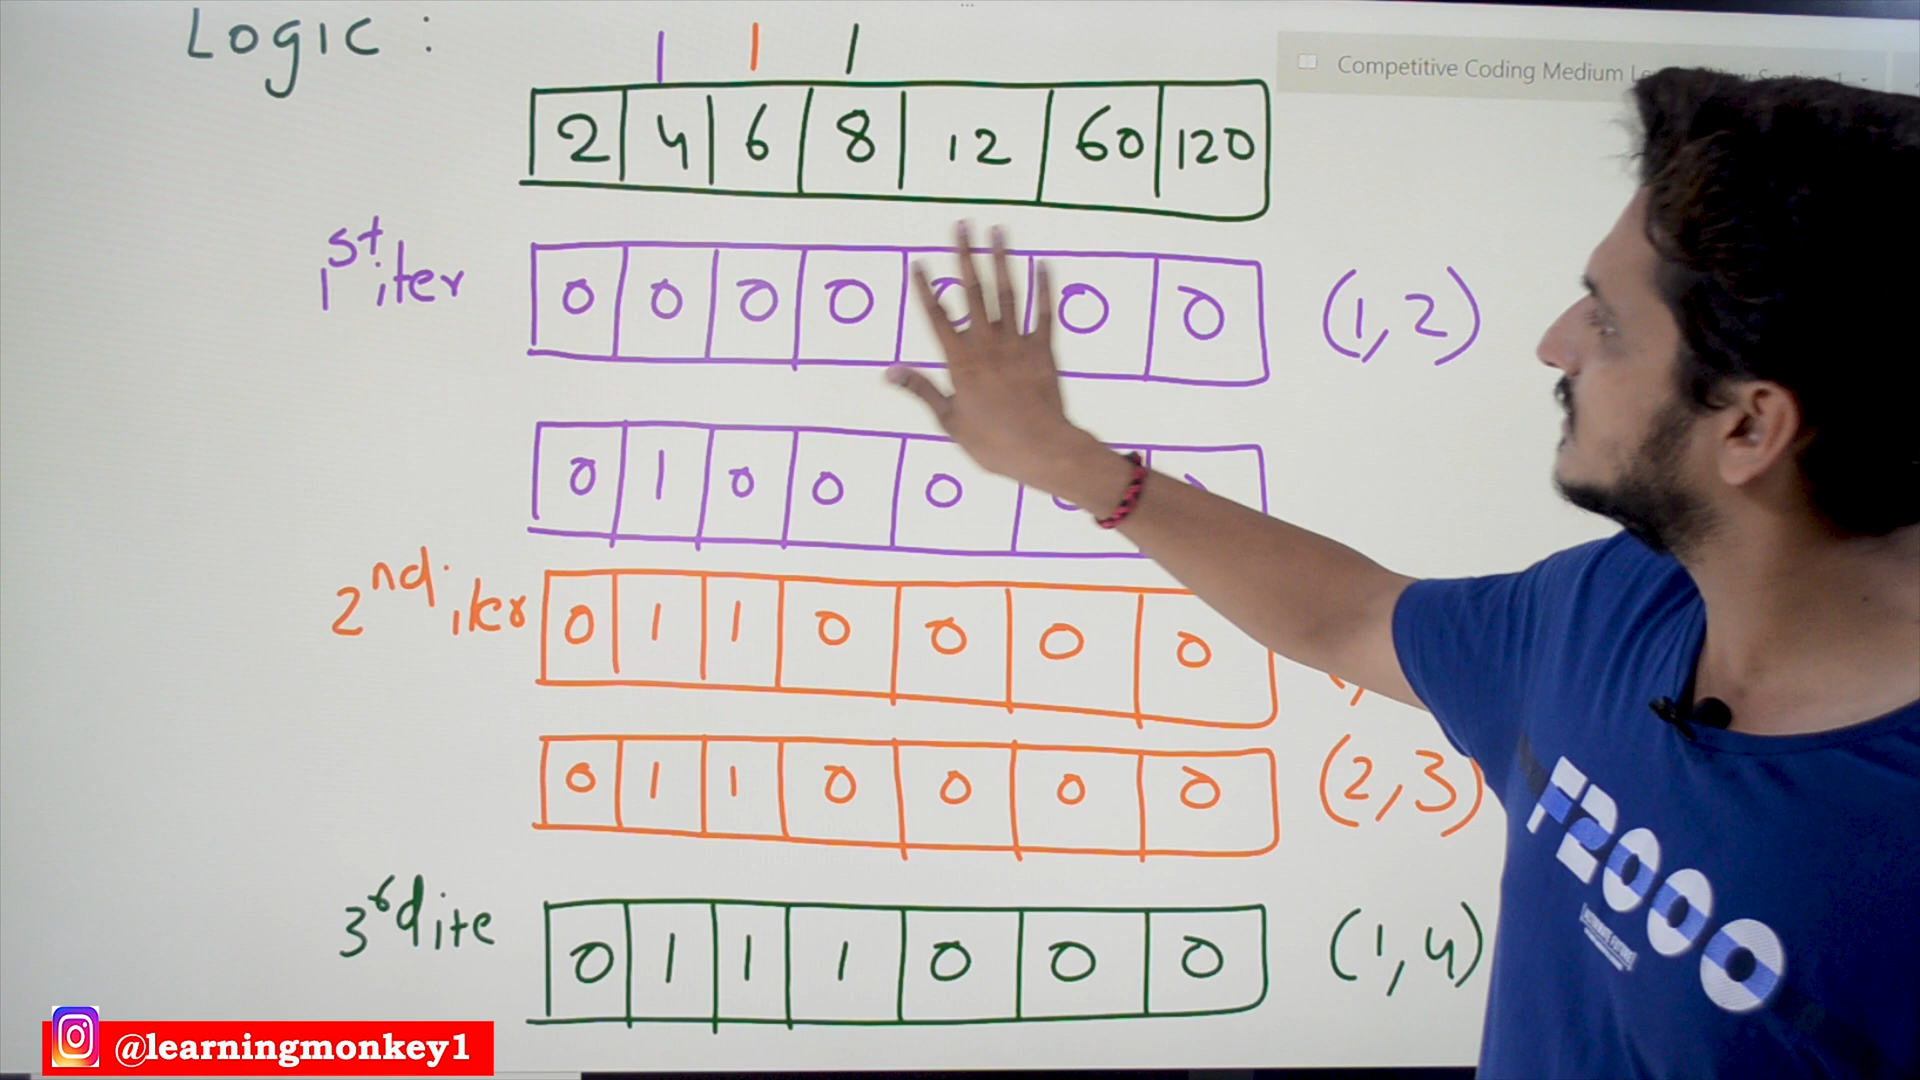 Logic :
Competitive Coding Medium
2 4 6 8 12 60 120
1st iter 0 0 0 0 0 0 0 (1,2)
0 1 0 0 0
2nd iter 0 1 1 0 0 0 0
0 1 1 0 0 0 0 (2,3)
3rd ite 0 1 1 1 0 0 0 (1,4)
F2000
@learningmonkey1